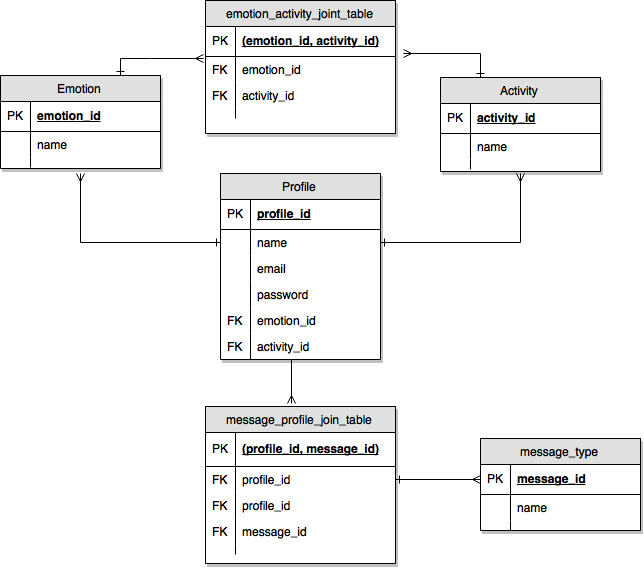 emotion_activity_joint_table
PK (emotion_id, activity_id)
FK emotion_id
FK activity_id
Emotion
PK emotion_id
name
Activity
PK activity_id
name
Profile
PK profile_id
name
email
password
FK emotion_id
FK activity_id
message_profile_join_table
PK (profile_id, message_id)
FK profile_id
FK profile_id
FK message_id
message_type
PK message_id
name